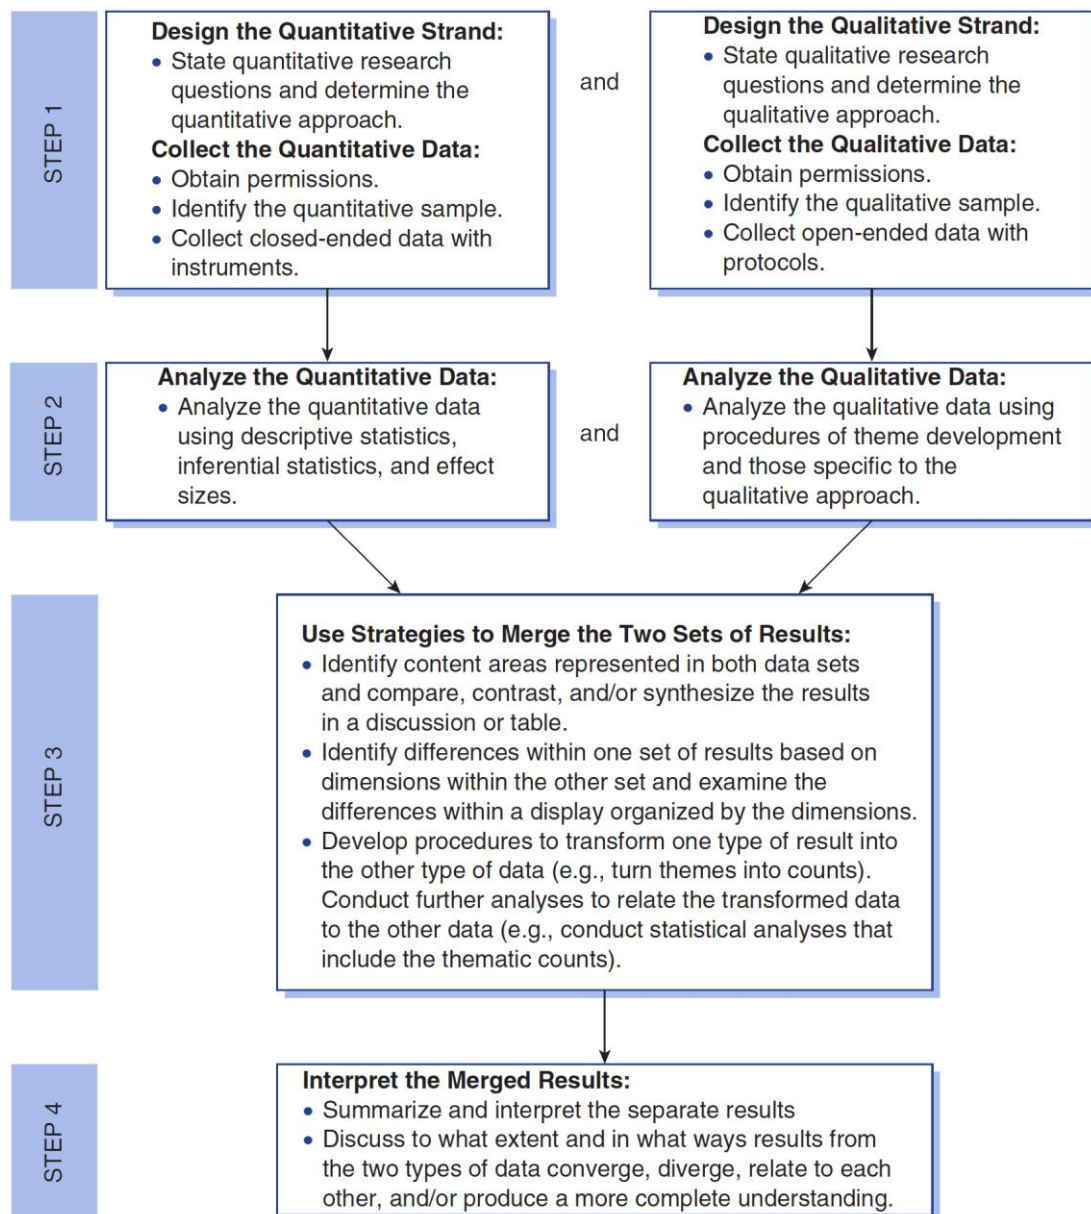 STEP 1
Design the Quantitative Strand:
• State quantitative research
questions and determine the
quantitative approach.
Collect the Quantitative Data:
• Obtain permissions.
• Identify the quantitative sample.
• Collect closed-ended data with
instruments.
and
Design the Qualitative Strand:
• State qualitative research
questions and determine the
qualitative approach.
Collect the Qualitative Data:
• Obtain permissions.
• Identify the qualitative sample.
• Collect open-ended data with
protocols.
STEP 2
Analyze the Quantitative Data:
• Analyze the quantitative data
using descriptive statistics,
inferential statistics, and effect
sizes.
and
Analyze the Qualitative Data:
• Analyze the qualitative data using
procedures of theme development
and those specific to the
qualitative approach.
STEP 3
Use Strategies to Merge the Two Sets of Results:
• Identify content areas represented in both data sets
and compare, contrast, and/or synthesize the results
in a discussion or table.
• Identify differences within one set of results based on
dimensions within the other set and examine the
differences within a display organized by the dimensions.
• Develop procedures to transform one type of result into
the other type of data (e.g., turn themes into counts).
Conduct further analyses to relate the transformed data
to the other data (e.g., conduct statistical analyses that
include the thematic counts).
STEP 4
Interpret the Merged Results:
• Summarize and interpret the separate results
• Discuss to what extent and in what ways results from
the two types of data converge, diverge, relate to each
other, and/or produce a more complete understanding.